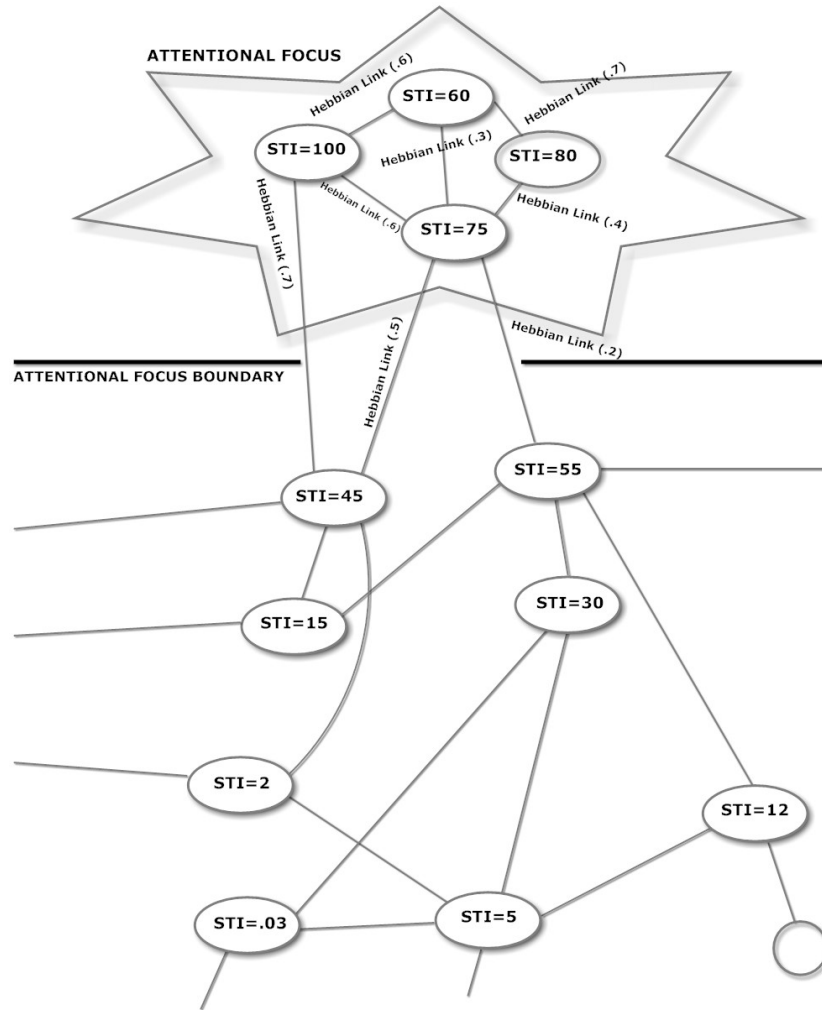 ATTENTIONAL FOCUS
Hebbian Link (.6)
Hebbian Link (.7)
STI=60
STI=100
Hebbian Link (.3)
STI=80
Hebbian Link (.7)
Hebbian Link (.6)
Hebbian Link (.4)
STI=75
Hebbian Link (.5)
Hebbian Link (.2)
ATTENTIONAL FOCUS BOUNDARY
STI=45
STI=55
STI=15
STI=30
STI=2
STI=12
STI=.03
STI=5